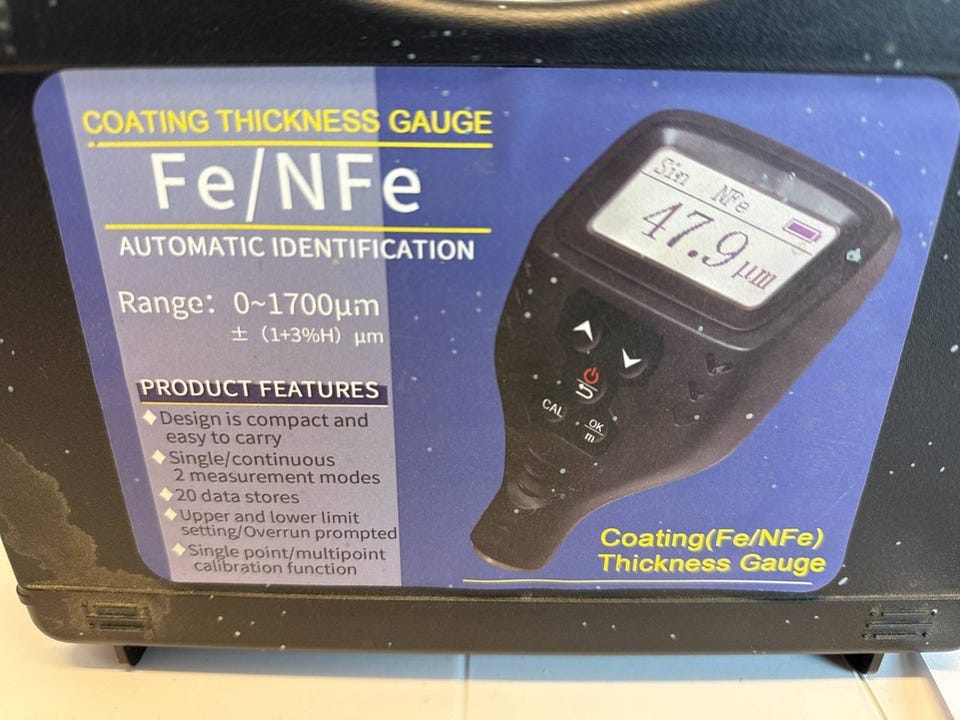 COATING THICKNESS GAUGE
Fe/NFe
AUTOMATIC IDENTIFICATION
Range: 0~1700μm
± (1+3%H) μm
PRODUCT FEATURES
Design is compact and
easy to carry
Single/continuous
2 measurement modes
20 data stores
Upper and lower limit
setting/Overrun prompted
Single point/multipoint
calibration function
Sin NFe
47.9 μm
CAL
OK
m
Coating(Fe/NFe)
Thickness Gauge